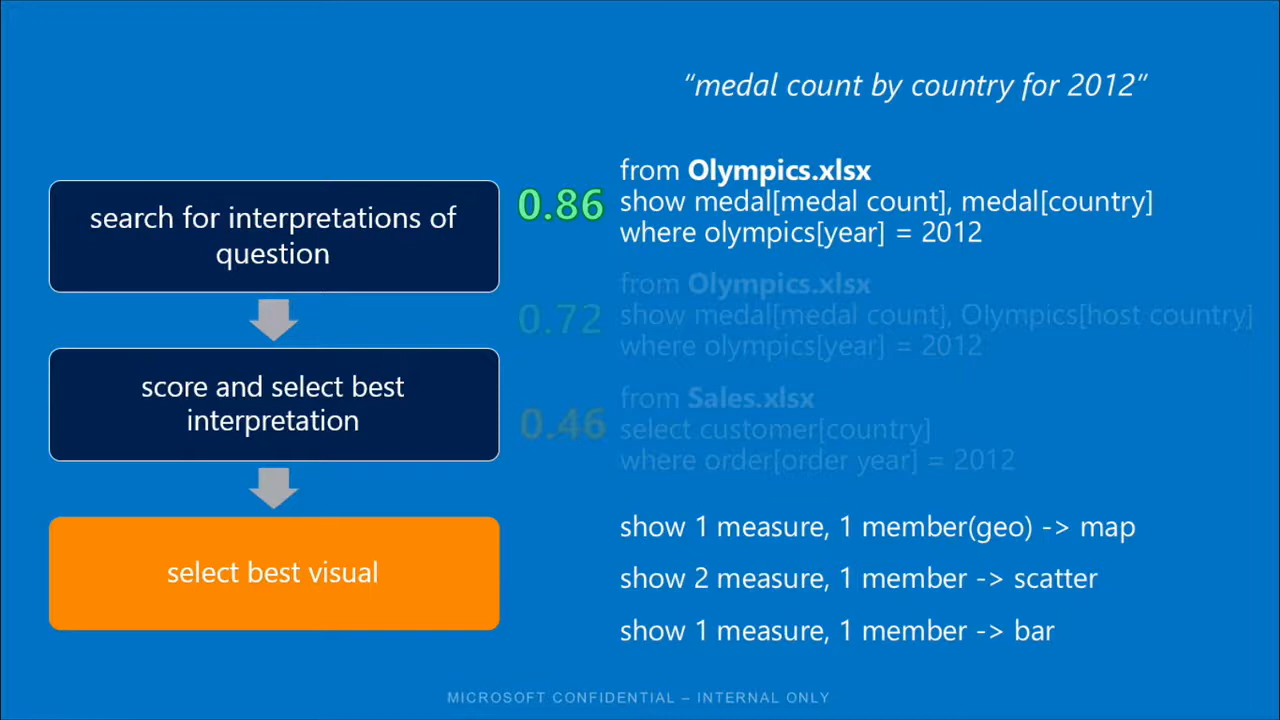 “medal count by country for 2012”
search for interpretations of
question
score and select best
interpretation
select best visual
0.86
from Olympics.xlsx
show medal[medal count], medal[country]
where olympics[year] = 2012
0.72
from Olympics.xlsx
show medal[medal count], Olympics[host country]
where olympics[year] = 2012
0.46
from Sales.xlsx
select customer[country]
where order[order year] = 2012
show 1 measure, 1 member(geo) -> map
show 2 measure, 1 member -> scatter
show 1 measure, 1 member -> bar
MICROSOFT CONFIDENTIAL – INTERNAL ONLY